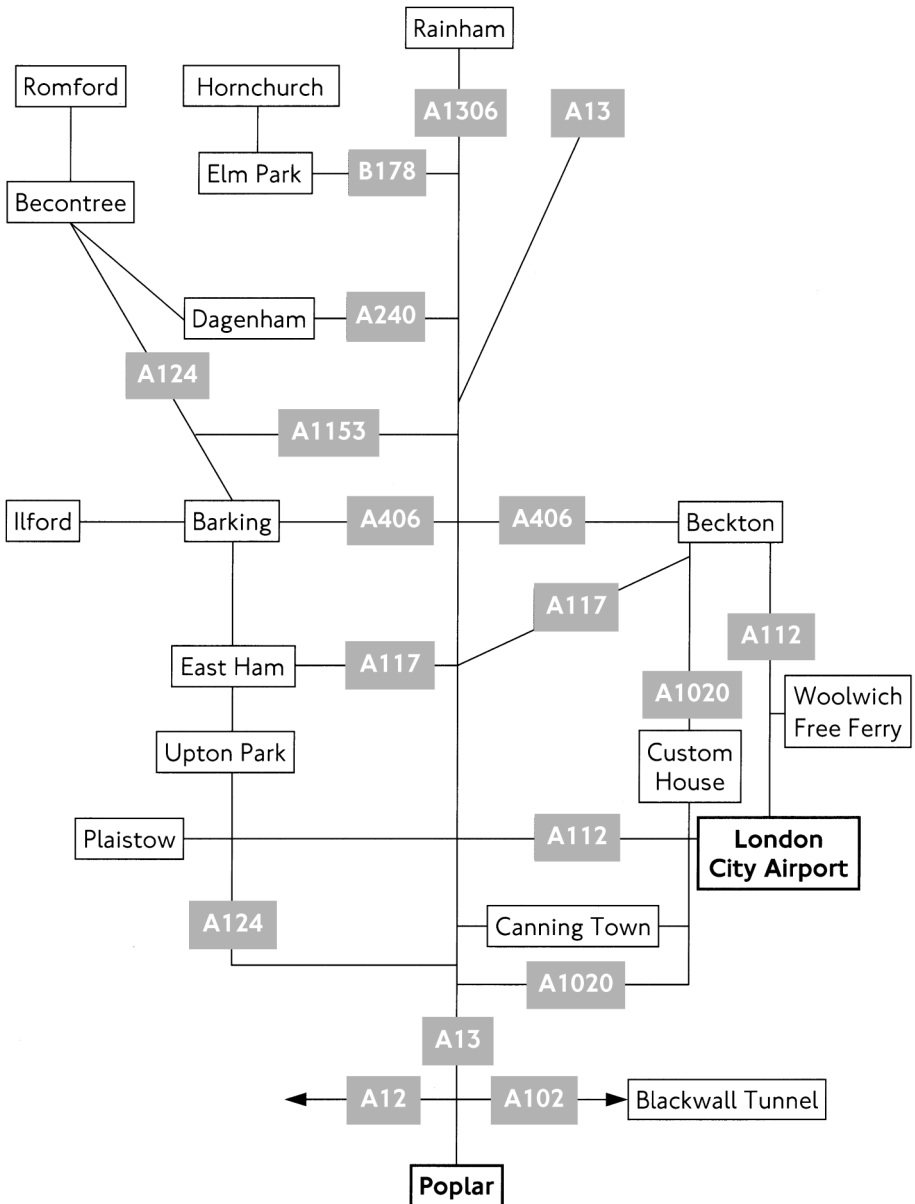 Rainham
Romford
Hornchurch
A1306
A13
Elm Park
B178
Becontree
Dagenham
A240
A124
A1153
Ilford
Barking
A406
A406
Beckton
A117
A112
East Ham
A117
A1020
Woolwich
Free Ferry
Upton Park
Custom
House
Plaistow
A112
London
City Airport
A124
Canning Town
A1020
A13
A12
A102
Blackwall Tunnel
Poplar